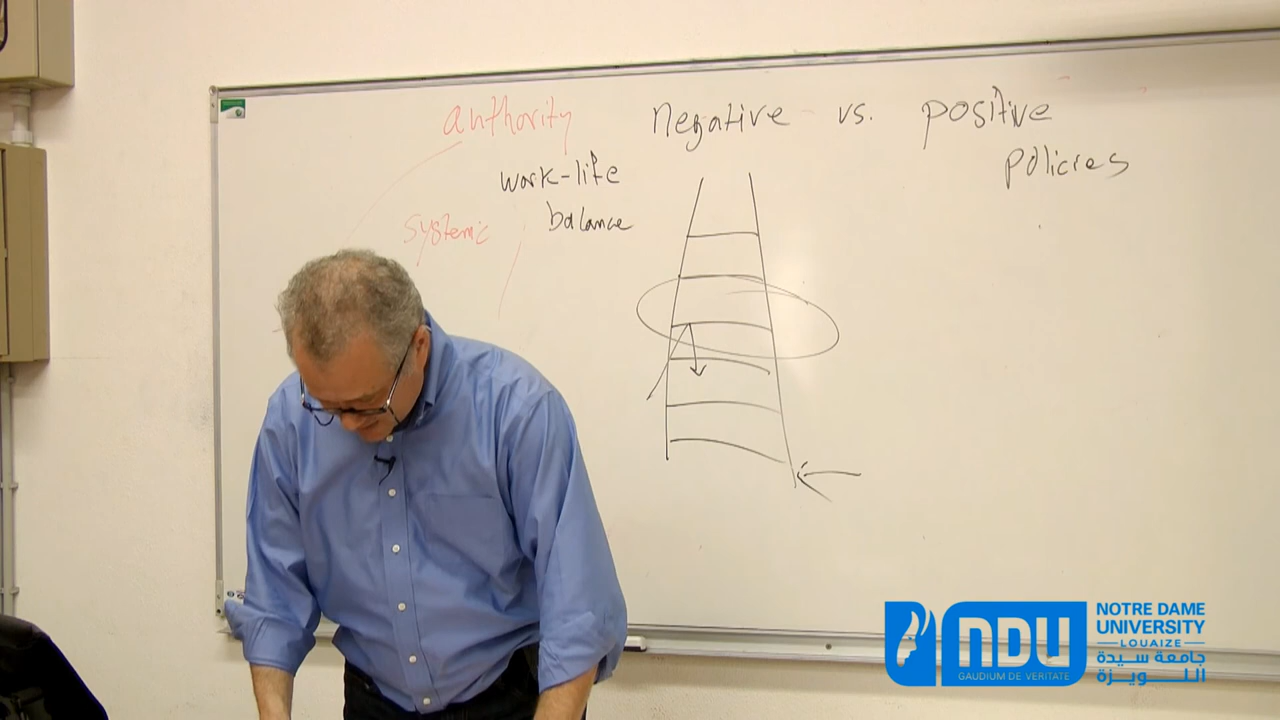 authority
negative vs. positive
policies
work-life
balance
systemic
NDU
GAUDIUM DE VERITATE
NOTRE DAME
UNIVERSITY
LOUAIZE
جامعة سيدة
اللويزة